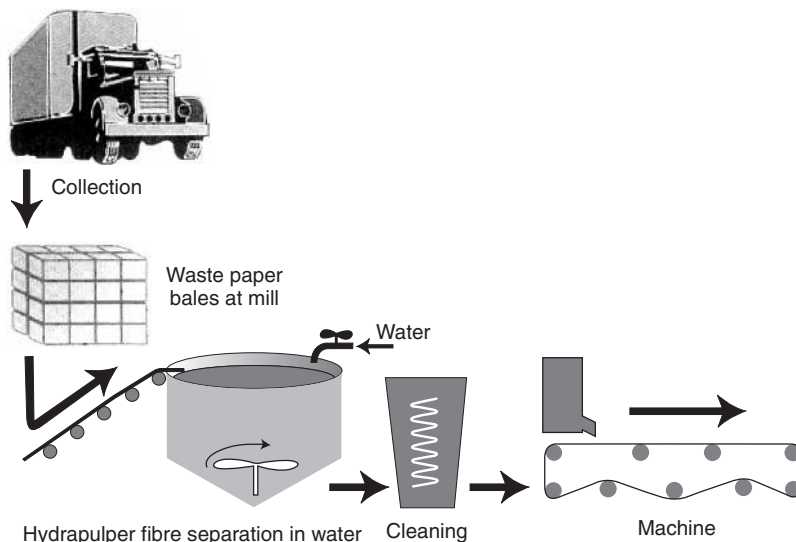 Collection
Waste paper
bales at mill
Water
Hydrapulper fibre separation in water
Cleaning
Machine